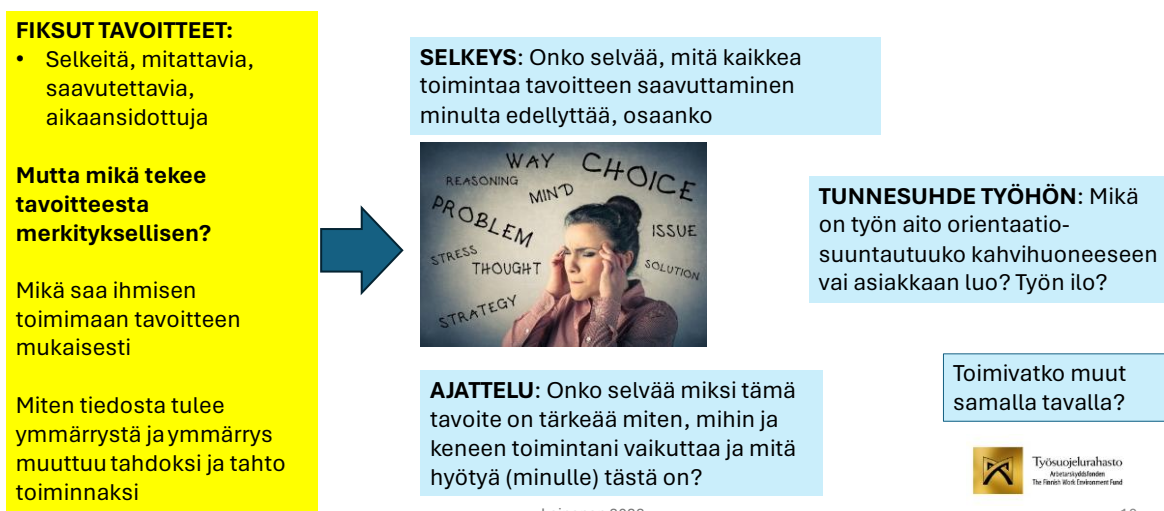 FIKSUT TAVOITTEET:
• Selkeitä, mitattavia,
saavutettavia,
aikaansidottuja
Mutta mikä tekee
tavoitteesta
merkityksellisen?
Mikä saa ihmisen
toimimaan tavoitteen
mukaisesti
Miten tiedosta tulee
ymmärrystä ja ymmärrys
muuttuu tahdoksi ja tahto
toiminnaksi
SELKEYS: Onko selvää, mitä kaikkea
toimintaa tavoitteen saavuttaminen
minulta edellyttää, osaanko
WAY
CHOICE
REASONING
MIND
PROBLEM
ISSUE
STRESS
THOUGHT
SOLUTION
STRATEGY
AJATTELU: Onko selvää miksi tämä
tavoite on tärkeää miten, mihin ja
keneen toimintani vaikuttaa ja mitä
hyötyä (minulle) tästä on?
TUNNESUHDE TYÖHÖN: Mikä
on työn aito orientaatio-
suuntautuuko kahvihuoneeseen
vai asiakkaan luo? Työn ilo?
Toimivatko muut
samalla tavalla?
Työsuojelurahasto
Arbetarskyddsfonden
The Finnish Work Environment Fund